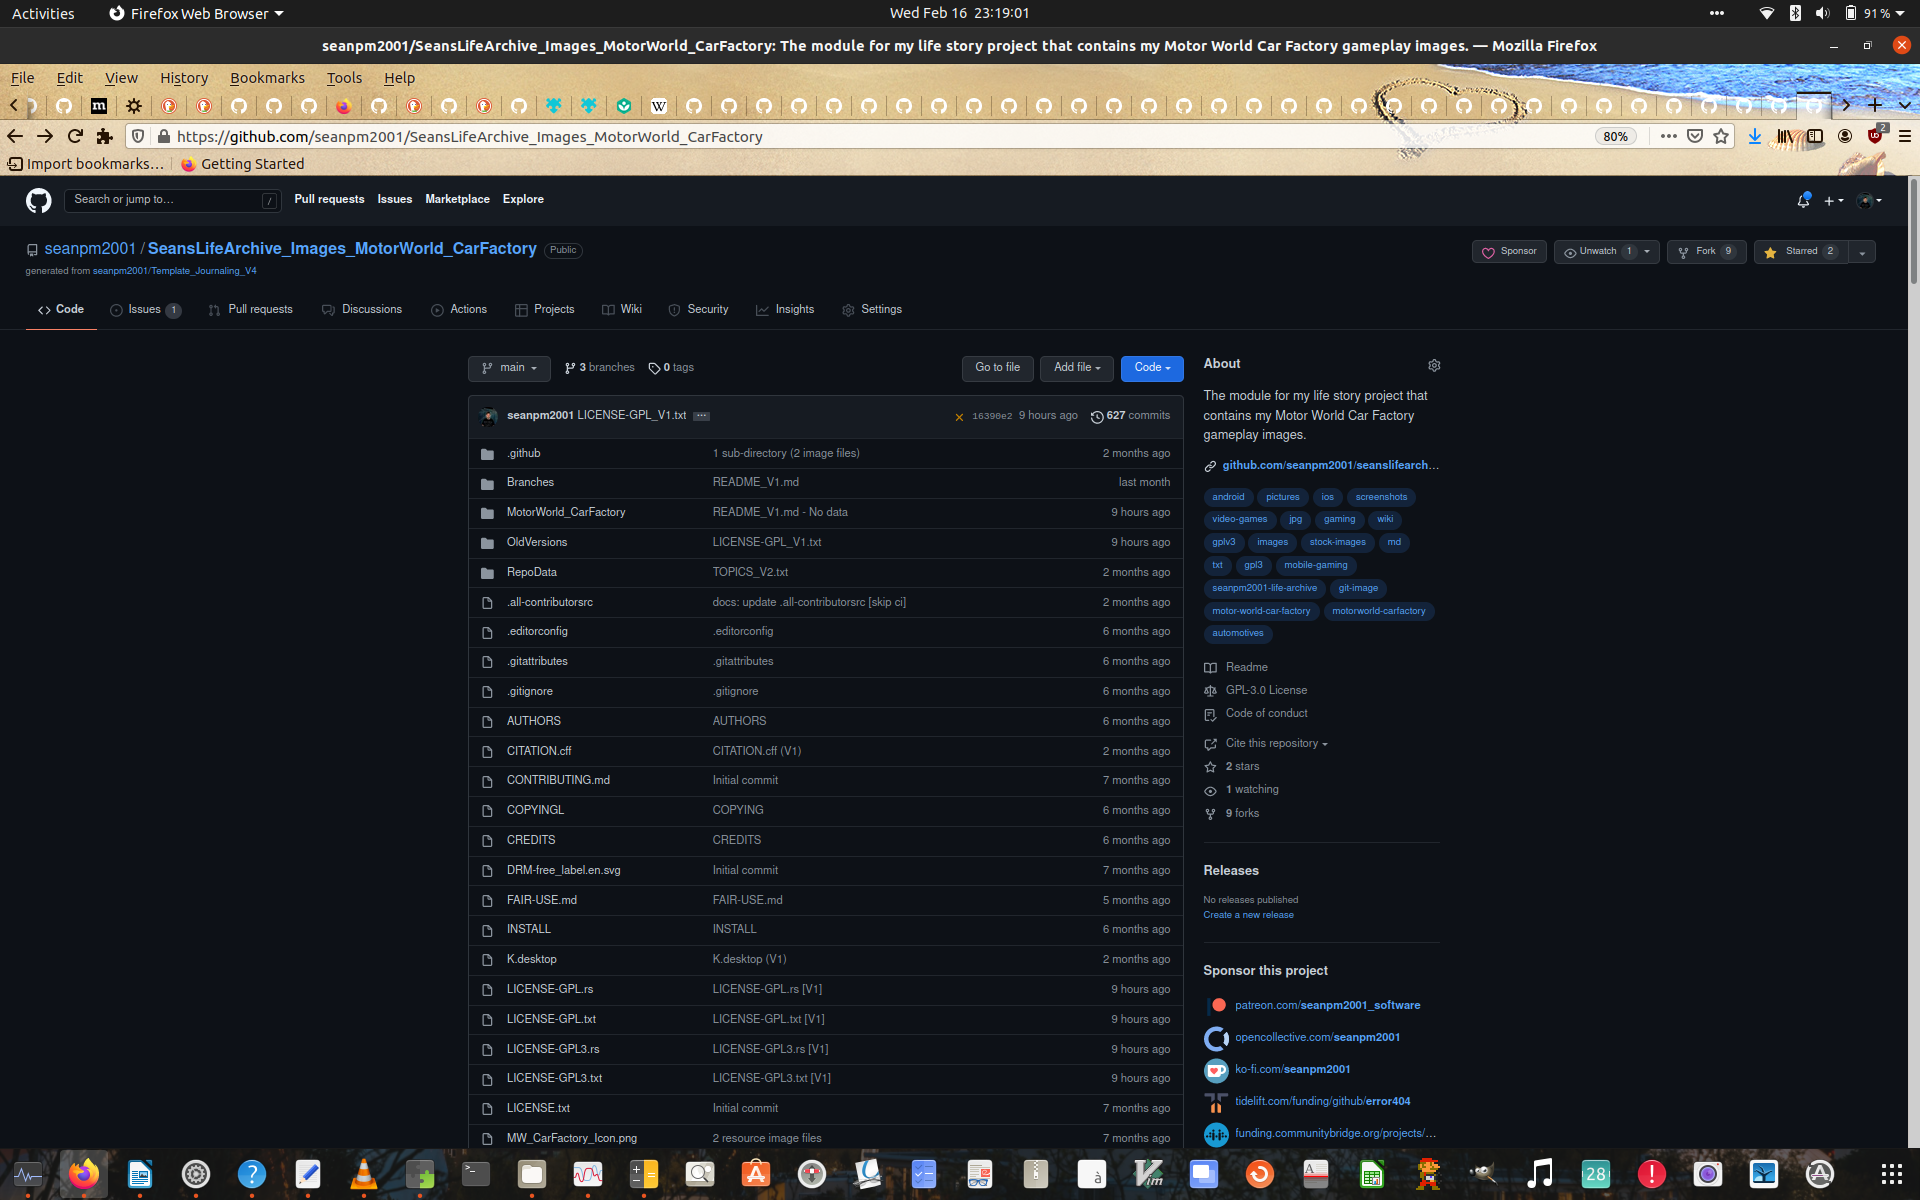 Activities
Firefox Web Browser
Wed Feb 16 23:19:01
91%
seanpm2001/SeansLifeArchive_Images_MotorWorld_CarFactory: The module for my life story project that contains my Motor World Car Factory gameplay images. — Mozilla Firefox
File Edit View History Bookmarks Tools Help
https://github.com/seanpm2001/SeansLifeArchive_Images_MotorWorld_CarFactory
80%
2
Import bookmarks... Getting Started
Search or jump to... /
Pull requests Issues Marketplace Explore
seanpm2001 / SeansLifeArchive_Images_MotorWorld_CarFactory Public
generated from seanpm2001/Template_Journaling_V4
Sponsor Unwatch 1 Fork 9 Starred 2
Code Issues 1 Pull requests Discussions Actions Projects Wiki Security Insights Settings
main 3 branches 0 tags Go to file Add file Code
seanpm2001 LICENSE-GPL_V1.txt ... 16390e2 9 hours ago 627 commits
.github 1 sub-directory (2 image files) 2 months ago
Branches README_V1.md last month
MotorWorld_CarFactory README_V1.md - No data 9 hours ago
OldVersions LICENSE-GPL_V1.txt 9 hours ago
RepoData TOPICS_V2.txt 2 months ago
.all-contributorsrc docs: update .all-contributorsrc [skip ci] 2 months ago
.editorconfig .editorconfig 6 months ago
.gitattributes .gitattributes 6 months ago
.gitignore .gitignore 6 months ago
AUTHORS AUTHORS 6 months ago
CITATION.cff CITATION.cff (V1) 2 months ago
CONTRIBUTING.md Initial commit 7 months ago
COPYINGL COPYING 6 months ago
CREDITS CREDITS 6 months ago
DRM-free_label.en.svg Initial commit 7 months ago
FAIR-USE.md FAIR-USE.md 5 months ago
INSTALL INSTALL 6 months ago
K.desktop K.desktop (V1) 2 months ago
LICENSE-GPL.rs LICENSE-GPL.rs [V1] 9 hours ago
LICENSE-GPL.txt LICENSE-GPL.txt [V1] 9 hours ago
LICENSE-GPL3.rs LICENSE-GPL3.rs [V1] 9 hours ago
LICENSE-GPL3.txt LICENSE-GPL3.txt [V1] 9 hours ago
LICENSE.txt Initial commit 7 months ago
MW_CarFactory_Icon.png 2 resource image files 7 months ago
About
The module for my life story project that
contains my Motor World Car Factory
gameplay images.
github.com/seanpm2001/seanslifearch...
android pictures ios screenshots
video-games jpg gaming wiki
gplv3 images stock-images md
txt gpl3 mobile-gaming
seanpm2001-life-archive git-image
motor-world-car-factory motorworld-carfactory
automotives
Readme
GPL-3.0 License
Code of conduct
Cite this repository
2 stars
1 watching
9 forks
Releases
No releases published
Create a new release
Sponsor this project
patreon.com/seanpm2001_software
opencollective.com/seanpm2001
ko-fi.com/seanpm2001
tidelift.com/funding/github/error404
funding.communitybridge.org/projects/...
28